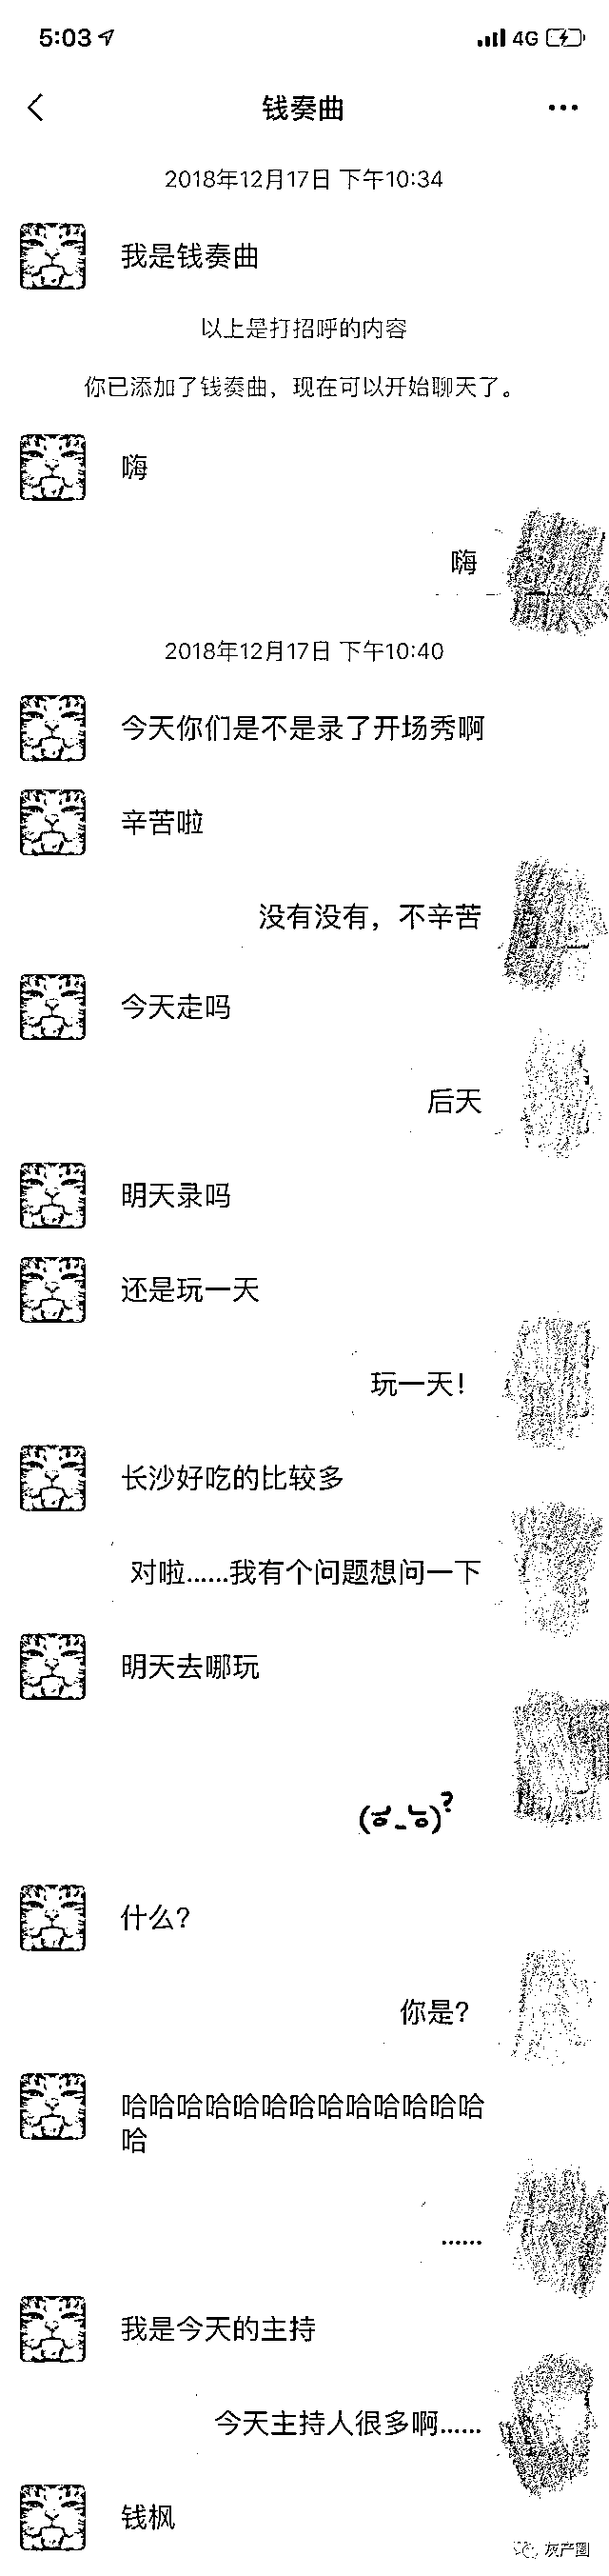 5:03
4G
钱奏曲
2018年12月17日 下午10:34
我是钱奏曲
以上是打招呼的内容
你已添加了钱奏曲，现在可以开始聊天了。
嗨
嗨
2018年12月17日 下午10:40
今天你们是不是录了开场秀啊
辛苦啦
没有没有，不辛苦
今天走吗
后天
明天录吗
还是玩一天
玩一天！
长沙好吃的比较多
对啦......我有个问题想问一下
明天去哪玩
?
什么?
你是?
哈哈哈哈哈哈哈哈哈哈哈哈哈
哈
......
我是今天的主持
今天主持人很多啊......
钱枫
灰产圈